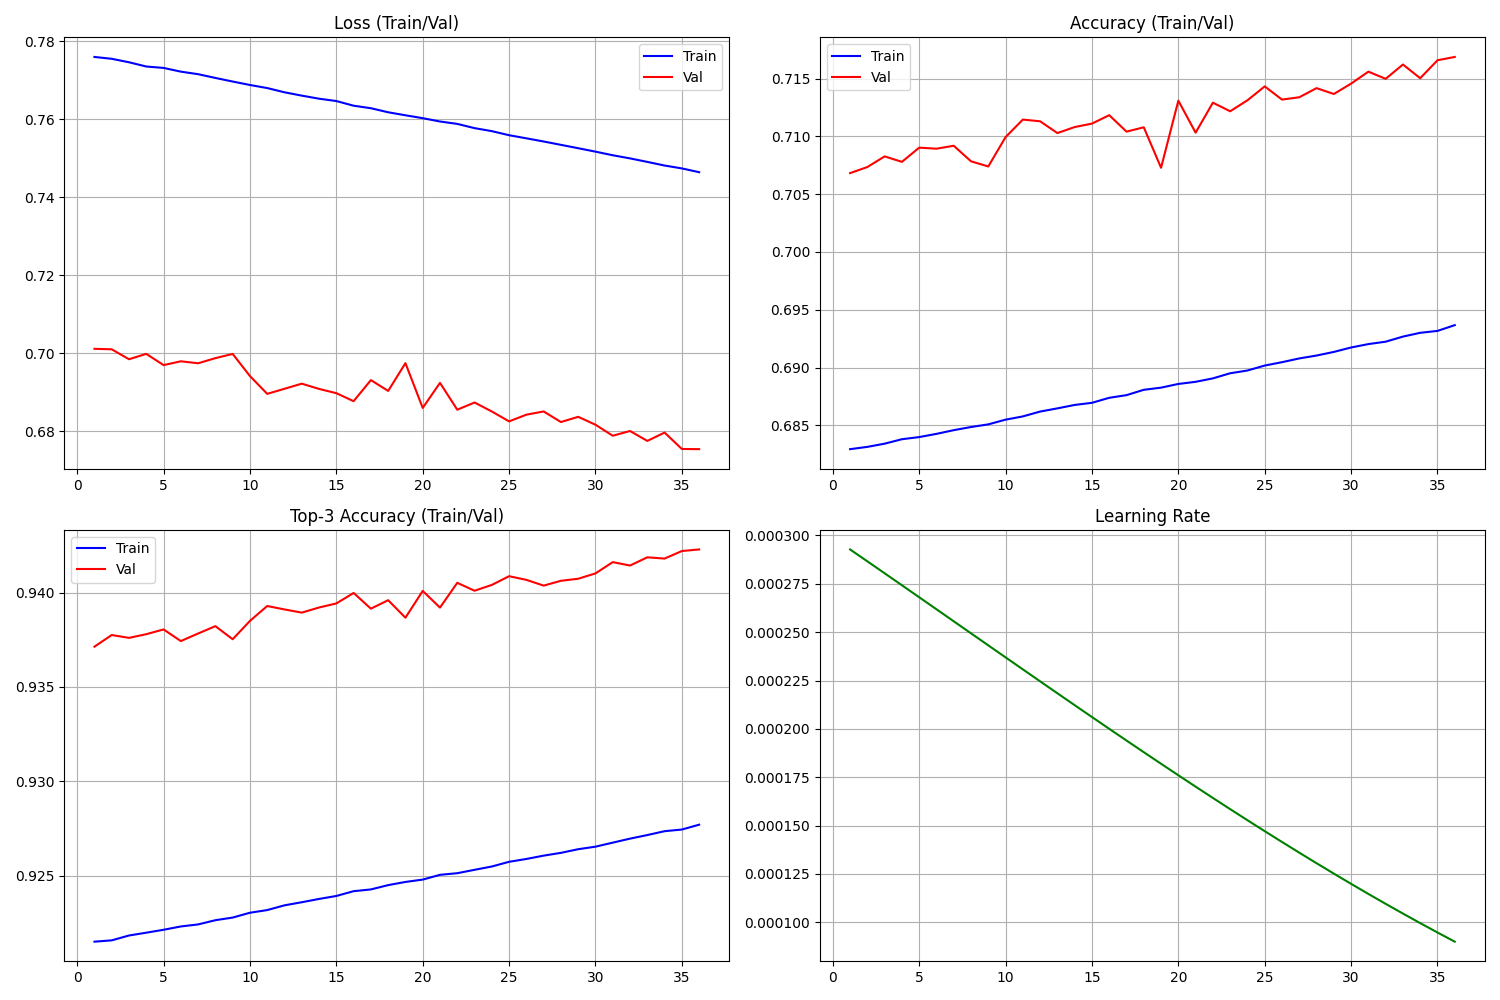 Loss (Train/Val)
0.78
0.76
0.74
0.72
0.70
0.68
0 5 10 15 20 25 30 35
Train
Val
Accuracy (Train/Val)
0.715
0.710
0.705
0.700
0.695
0.690
0.685
0 5 10 15 20 25 30 35
Train
Val
Top-3 Accuracy (Train/Val)
0.940
0.935
0.930
0.925
0 5 10 15 20 25 30 35
Train
Val
Learning Rate
0.000300
0.000275
0.000250
0.000225
0.000200
0.000175
0.000150
0.000125
0.000100
0 5 10 15 20 25 30 35